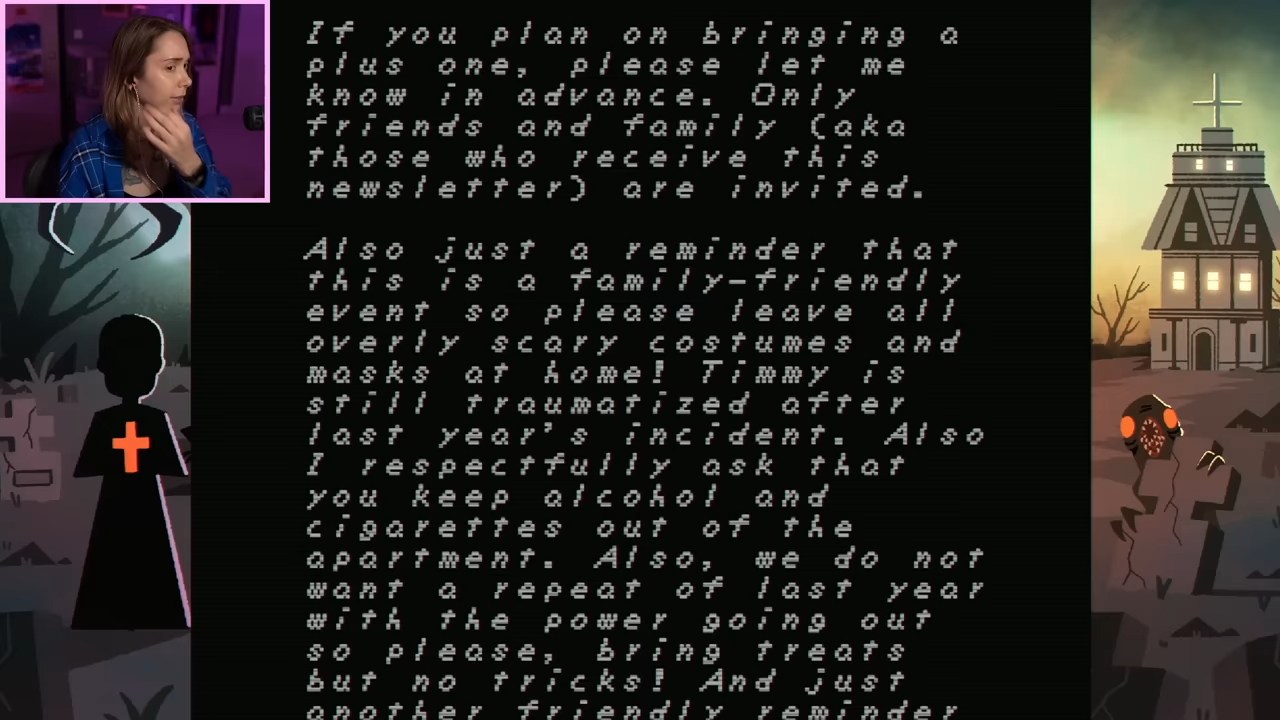 If you plan on bringing a
plus one, please let me
know in advance. Only
friends and family (aka
those who receive this
newsletter) are invited.
Also just a reminder that
this is a family-friendly
event so please leave all
overly scary costumes and
masks at home! Timmy is
still traumatized after
last year's incident. Also
I respectfully ask that
you keep alcohol and
cigarettes out of the
apartment. Also, we do not
want a repeat of last year
with the power going out
so please, bring treats
but no tricks! And just
another friendly reminder